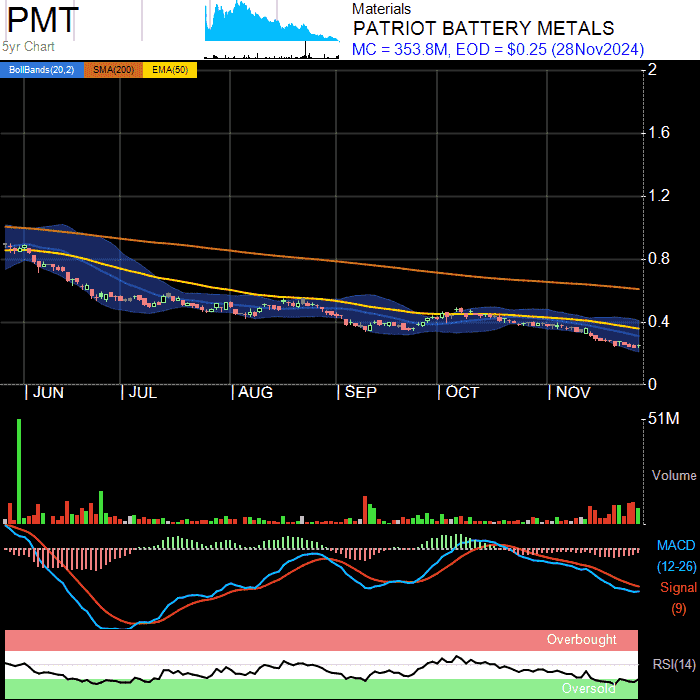 PMT
5yr Chart
Materials
PATRIOT BATTERY METALS
MC = 353.8M, EOD = $0.25 (28Nov2024)
BollBands(20,2) SMA(200) EMA(50)
2
1.6
1.2
0.8
0.4
0
JUN JUL AUG SEP OCT NOV
51M
Volume
MACD
(12-26)
Signal
(9)
Overbought
RSI(14)
Oversold